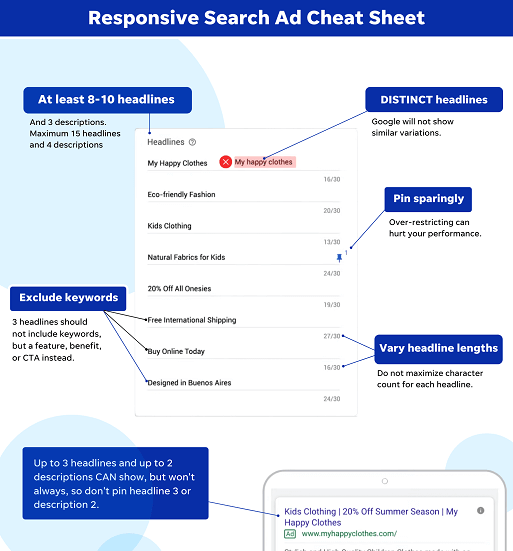 Responsive Search Ad Cheat Sheet
At least 8-10 headlines
And 3 descriptions.
Maximum 15 headlines
and 4 descriptions
DISTINCT headlines
Google will not show
similar variations.
Headlines
My Happy Clothes
My happy clothes
16/30
Eco-friendly Fashion
20/30
Kids Clothing
13/30
Pin sparingly
Over-restricting can
hurt your performance.
Natural Fabrics for Kids
1
24/30
20% Off All Onesies
19/30
Exclude keywords
3 headlines should
not include keywords,
but a feature, benefit,
or CTA instead.
Free International Shipping
27/30
Buy Online Today
16/30
Vary headline lengths
Do not maximize character
count for each headline.
Designed in Buenos Aires
24/30
Up to 3 headlines and up to 2
descriptions CAN show, but won't
always, so don't pin headline 3 or
description 2.
Kids Clothing | 20% Off Summer Season | My
Happy Clothes
Ad www.myhappyclothes.com/